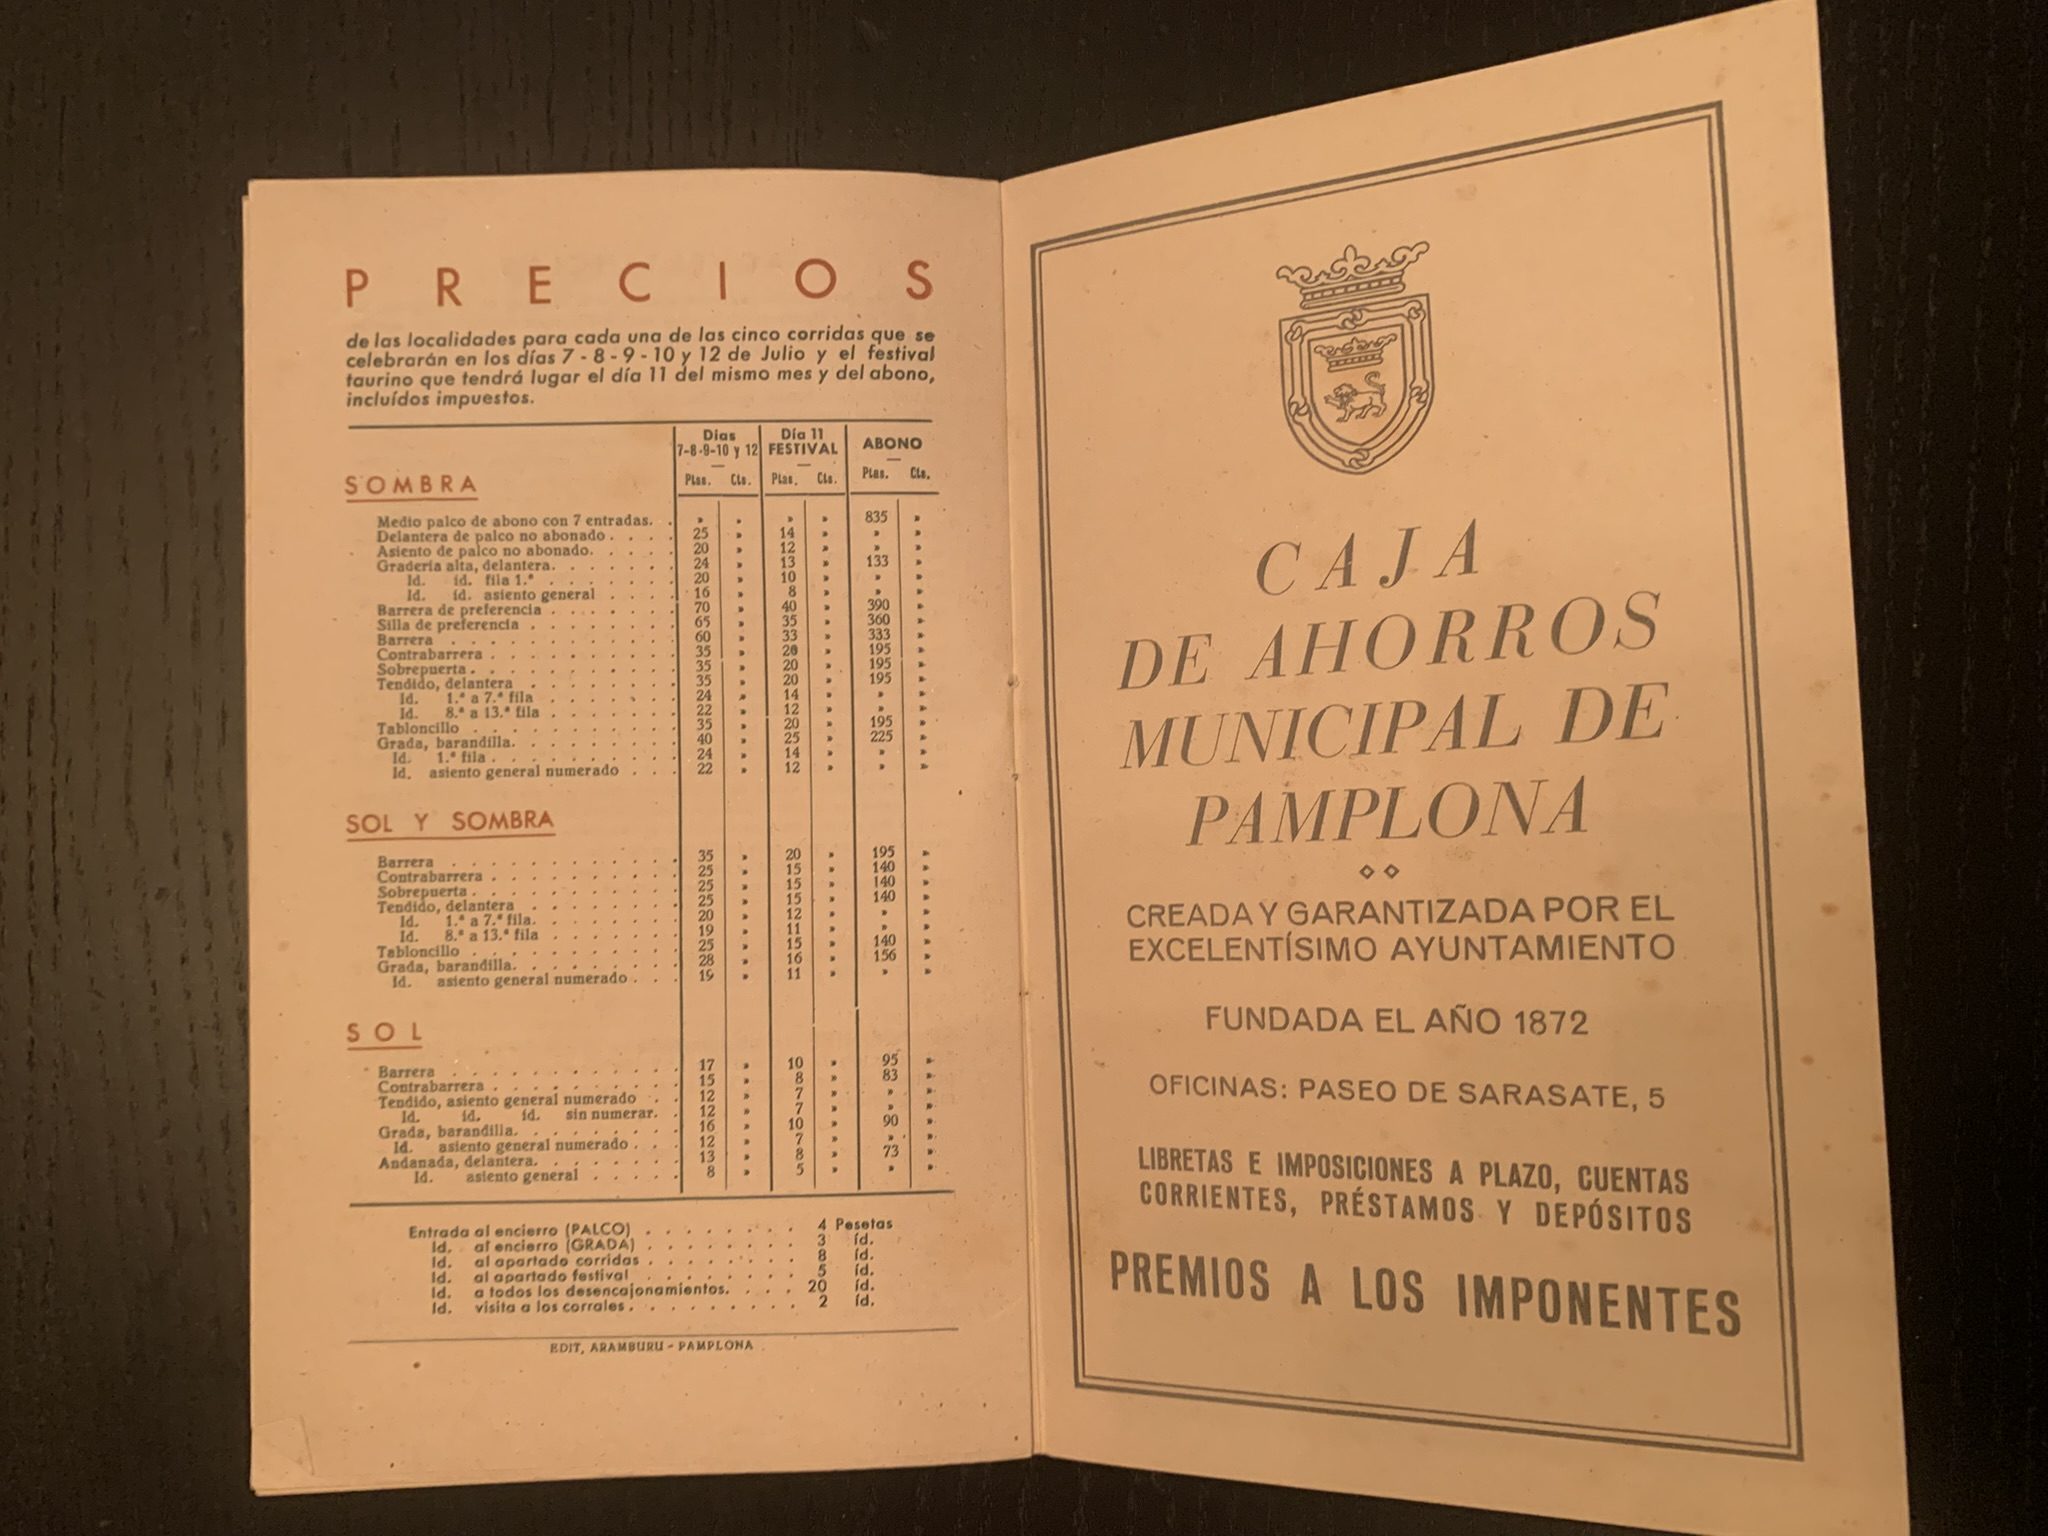 PRECIOS
de las localidades para cada una de las cinco corridas que se
celebrarán en los días 7 - 8 - 9 - 10 y 12 de Julio y el festival
taurino que tendrá lugar el día 11 del mismo mes y del abono,
incluídos impuestos.
Días 7-8-9-10 y 12 Día 11 FESTIVAL ABONO
Ptas. Cts. Ptas. Cts. Ptas. Cts.
SOMBRA
Medio palco de abono con 7 entradas. . » » » » 835 »
Delantera de palco no abonado . . . . 25 » 14 » » »
Asiento de palco no abonado. . . . . 20 » 12 » » »
Gradería alta, delantera. . . . . . . 24 » 13 » 133 »
Id. íd. fila 1.ª . . . . . . . 20 » 10 » » »
Id. íd. asiento general . . . . 16 » 8 » » »
Barrera de preferencia . . . . . . . 70 » 40 » 390 »
Silla de preferencia . . . . . . . . 65 » 35 » 360 »
Barrera . . . . . . . . . . . 60 » 33 » 333 »
Contrabarrera . . . . . . . . . 35 » 20 » 195 »
Sobrepuerta . . . . . . . . . . 35 » 20 » 195 »
Tendido, delantera . . . . . . . . 35 » 20 » 195 »
Id. 1.ª a 7.ª fila . . . . . . . 24 » 14 » » »
Id. 8.ª a 13.ª fila . . . . . . . 22 » 12 » » »
Tabloncillo . . . . . . . . . . 35 » 20 » 195 »
Grada, barandilla. . . . . . . . . 40 » 25 » 225 »
Id. 1.ª fila . . . . . . . . . 24 » 14 » » »
Id. asiento general numerado . . . 22 » 12 » » »
SOL Y SOMBRA
Barrera . . . . . . . . . . . 35 » 20 » 195 »
Contrabarrera . . . . . . . . . 25 » 15 » 140 »
Sobrepuerta . . . . . . . . . . 25 » 15 » 140 »
Tendido, delantera . . . . . . . . 25 » 15 » 140 »
Id. 1.ª a 7.ª fila. . . . . . . 20 » 12 » » »
Id. 8.ª a 13.ª fila . . . . . . . 19 » 11 » » »
Tabloncillo . . . . . . . . . . 25 » 15 » 140 »
Grada, barandilla. . . . . . . . . 28 » 16 » 156 »
Id. asiento general numerado . . . 19 » 11 » » »
SOL
Barrera . . . . . . . . . . . 17 » 10 » 95 »
Contrabarrera . . . . . . . . . 15 » 8 » 83 »
Tendido, asiento general numerado . . 12 » 7 » » »
Id. íd. íd. sin numerar. . 12 » 7 » » »
Grada, barandilla. . . . . . . . . 16 » 10 » 90 »
Id. asiento general numerado . . . 12 » 7 » » »
Andanada, delantera. . . . . . . . 13 » 8 » 73 »
Id. asiento general . . . . . 8 » 5 » » »
Entrada al encierro (PALCO) . . . . . . . . 4 Pesetas
Id. al encierro (GRADA) . . . . . . . . 3 íd.
Id. al apartado corridas . . . . . . . . 8 íd.
Id. al apartado festival . . . . . . . . 5 íd.
Id. a todos los desencajonamientos. . . . 20 íd.
Id. visita a los corrales. . . . . . . . . 2 íd.
EDIT, ARAMBURU - PAMPLONA
CAJA
DE AHORROS
MUNICIPAL DE
PAMPLONA
CREADA Y GARANTIZADA POR EL
EXCELENTÍSIMO AYUNTAMIENTO
FUNDADA EL AÑO 1872
OFICINAS: PASEO DE SARASATE, 5
LIBRETAS E IMPOSICIONES A PLAZO, CUENTAS
CORRIENTES, PRÉSTAMOS Y DEPÓSITOS
PREMIOS A LOS IMPONENTES